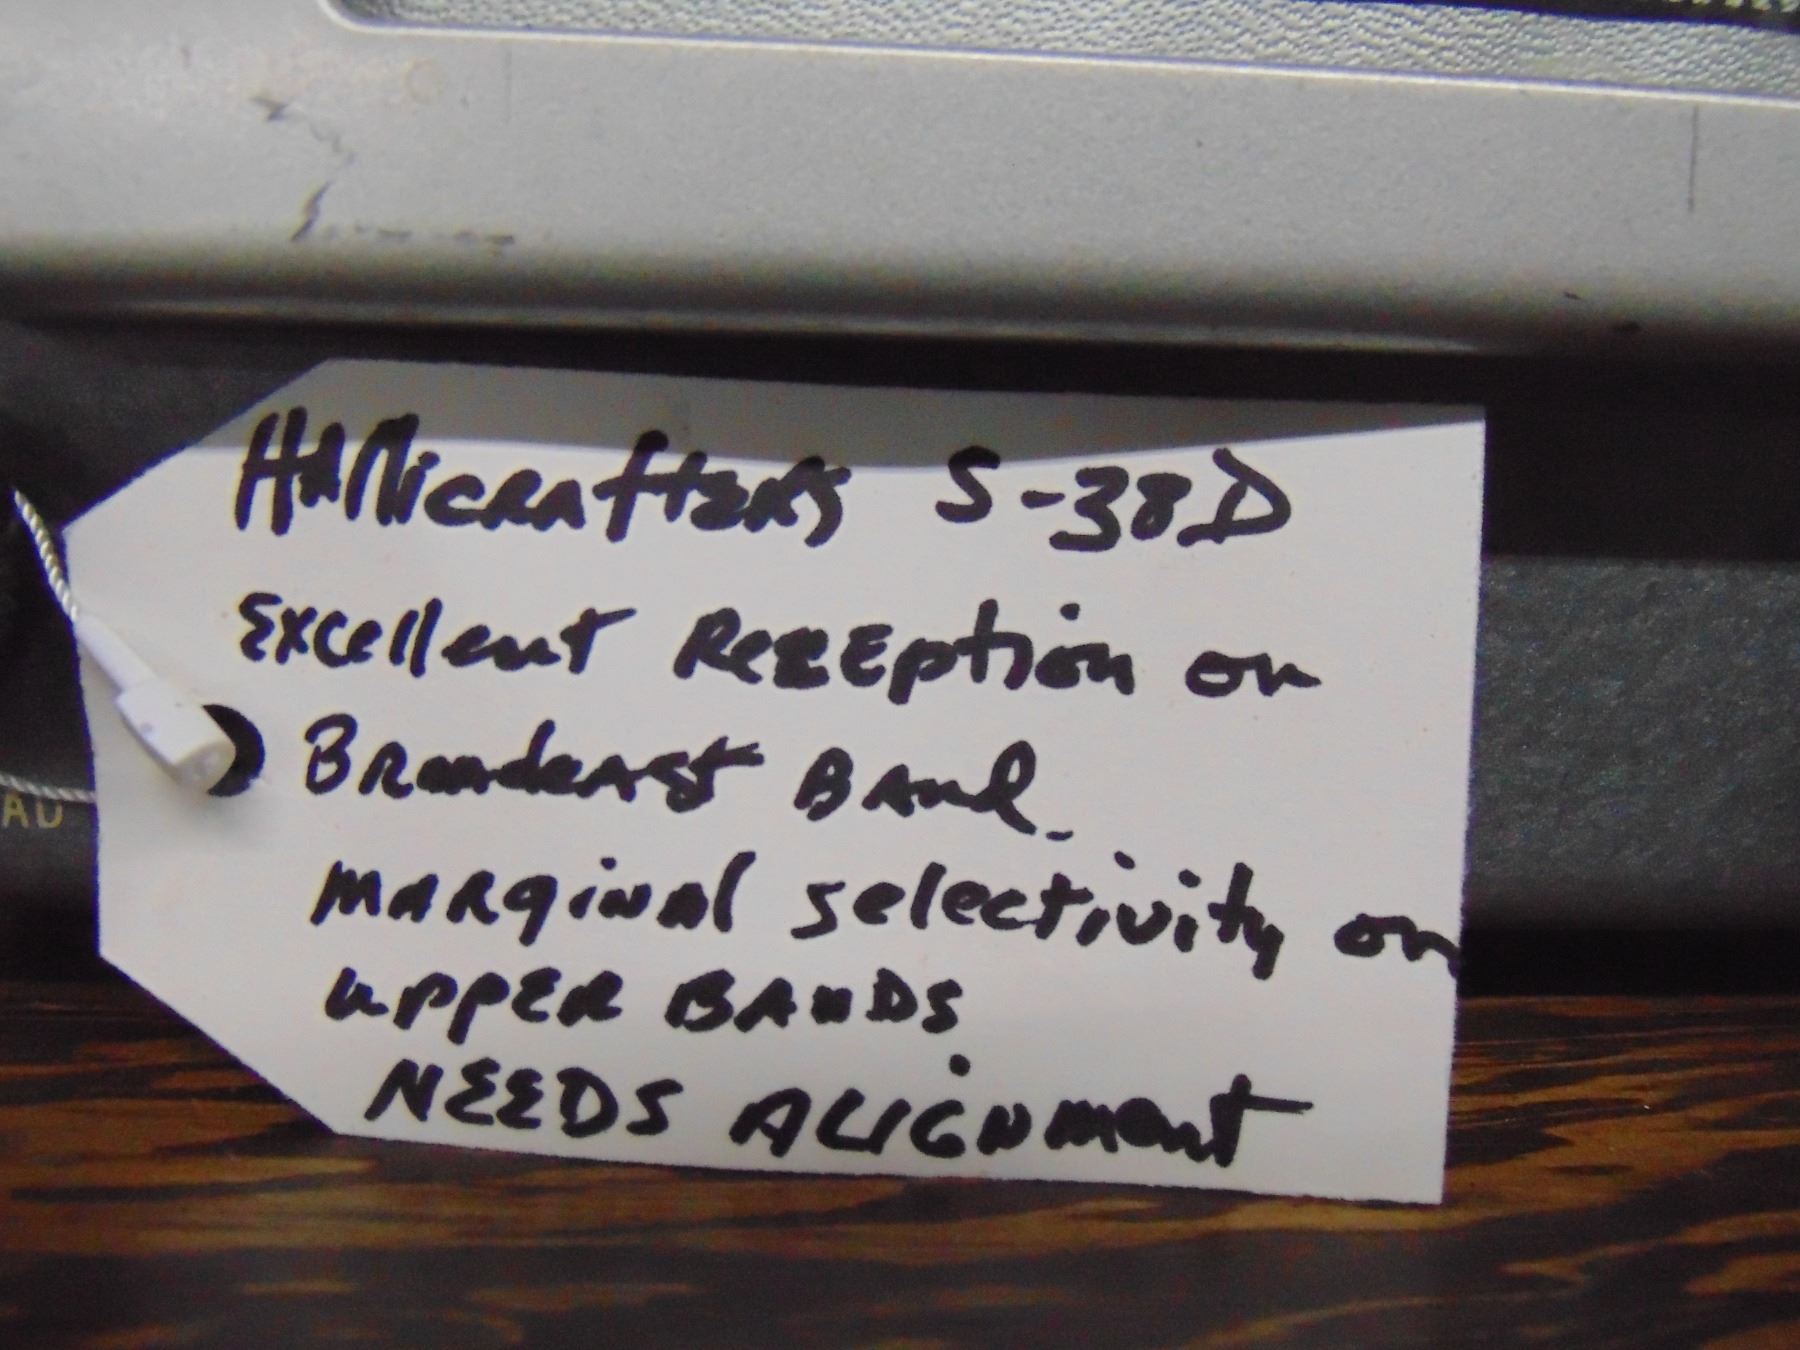 Hallicrafters S-38D
Excellent Reception on
Broadcast Band.
marginal selectivity on
upper Bands
NEEDS ALIGNment